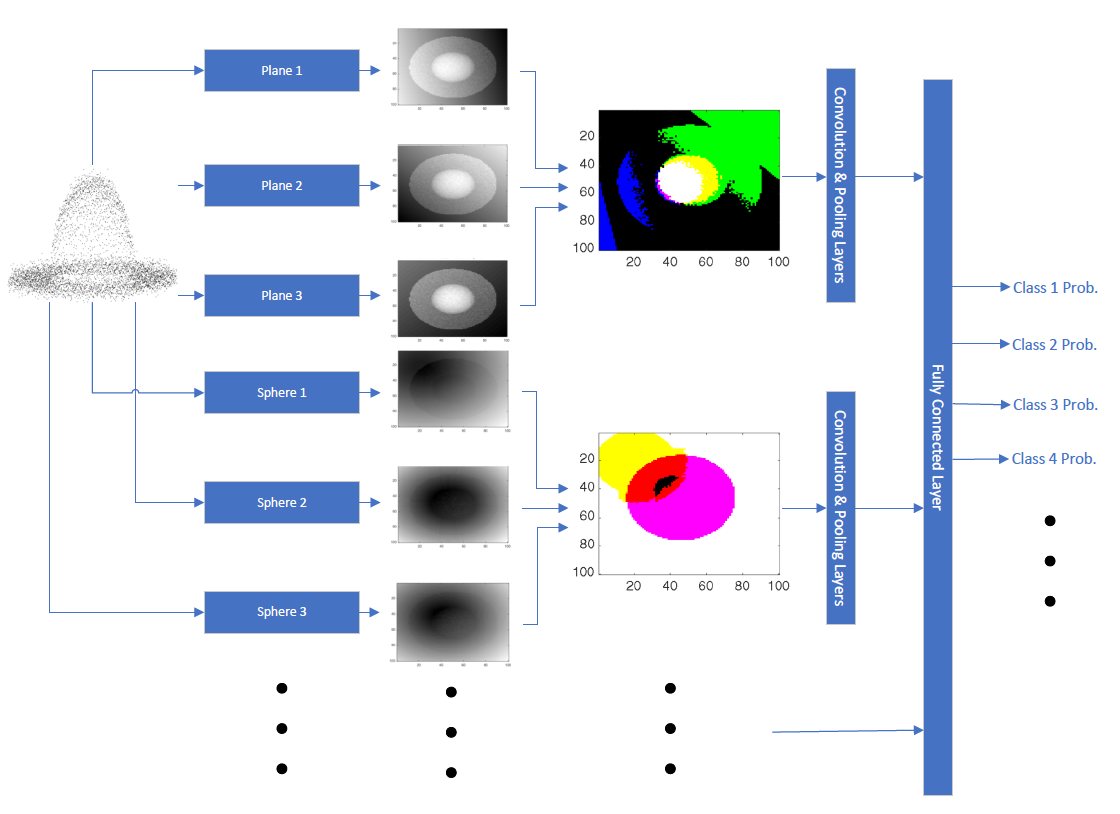 Plane 1
Plane 2
Plane 3
Sphere 1
Sphere 2
Sphere 3
20
40
60
80
100
20 40 60 80 100
Convolution & Pooling Layers
20
40
60
80
100
20 40 60 80 100
Convolution & Pooling Layers
Fully Connected Layer
Class 1 Prob.
Class 2 Prob.
Class 3 Prob.
Class 4 Prob.